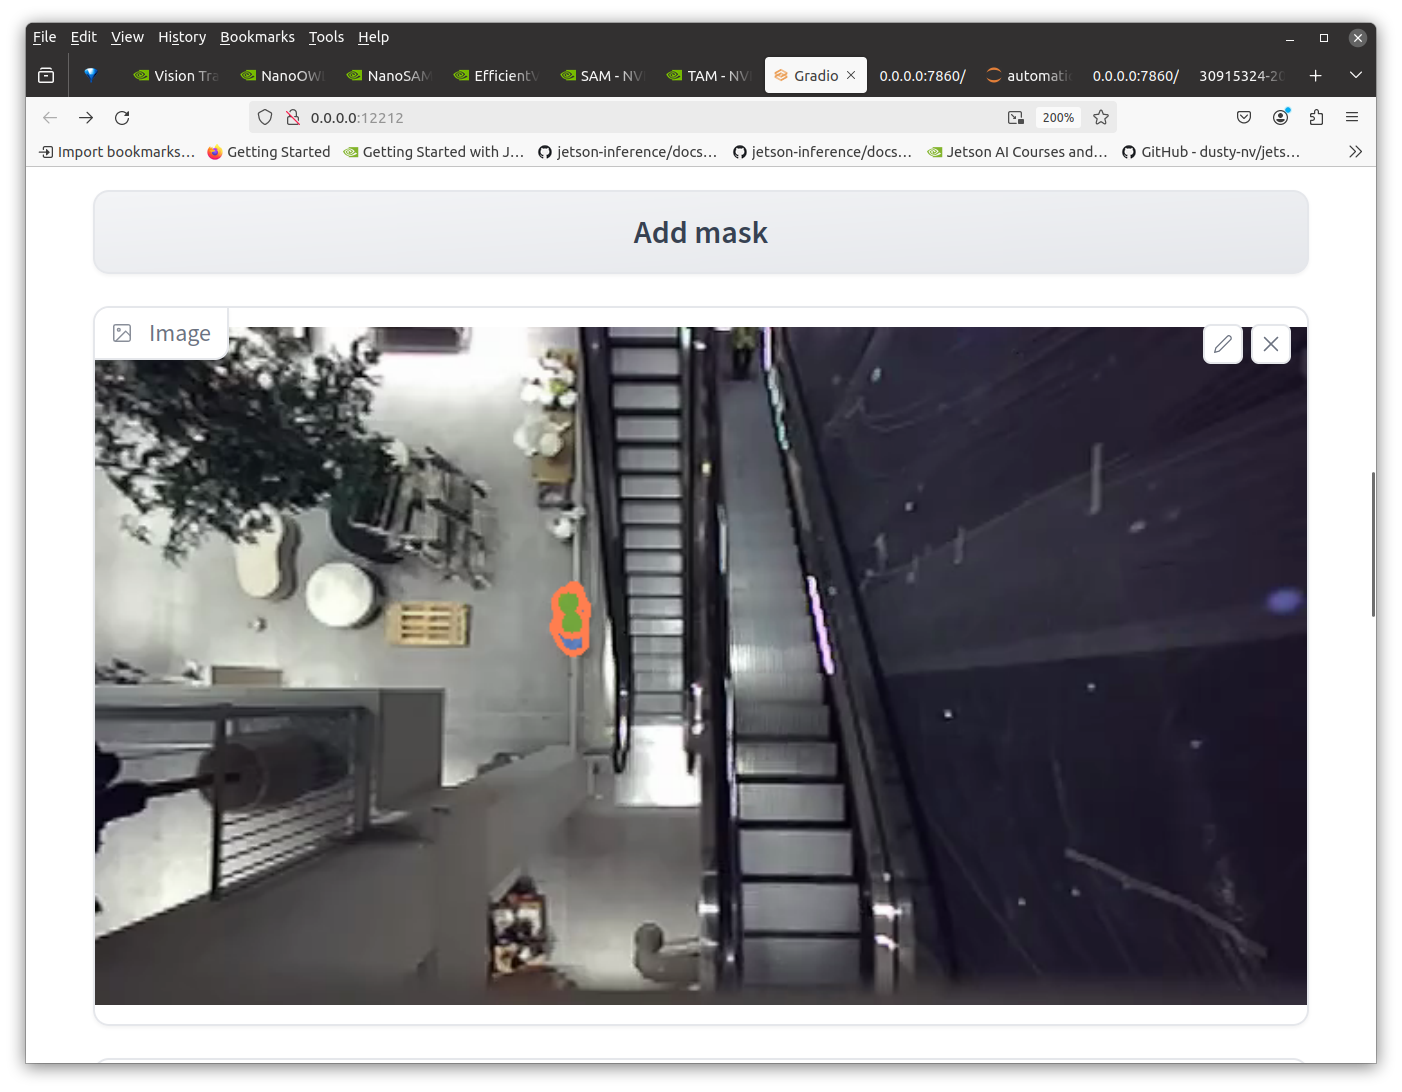 File Edit View History Bookmarks Tools Help
Vision Tra NanoOWL NanoSAM EfficientV SAM - NV TAM - NV Gradio 0.0.0.0:7860/ automatic 0.0.0.0:7860/ 30915324-20
0.0.0.0:12212 200%
Import bookmarks... Getting Started Getting Started with J... jetson-inference/docs... jetson-inference/docs... Jetson AI Courses and... GitHub - dusty-nv/jets...
Add mask
Image